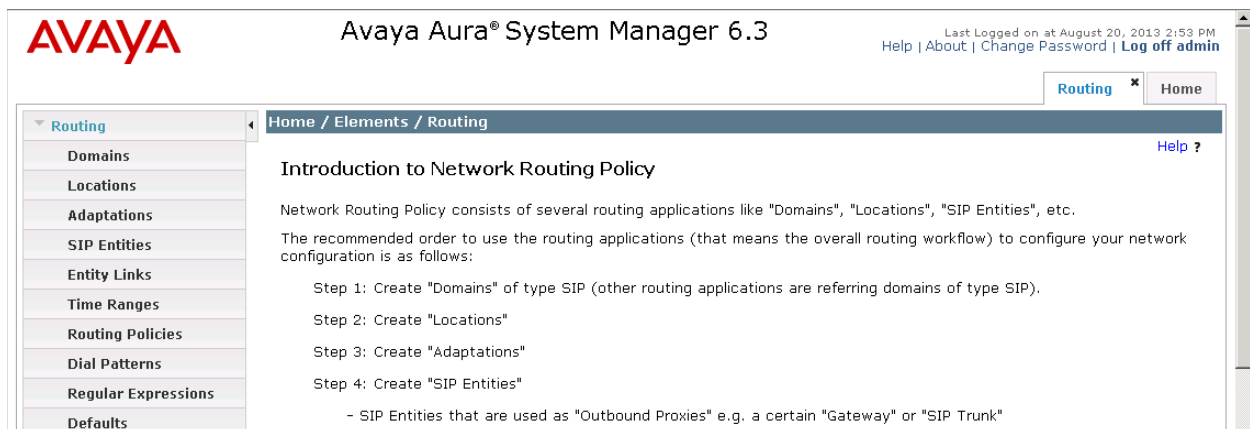 AVAYA
Avaya Aura® System Manager 6.3
Last Logged on at August 20, 2013 2:53 PM
Help | About | Change Password | Log off admin
Routing ✖ Home
Routing
Domains
Locations
Adaptations
SIP Entities
Entity Links
Time Ranges
Routing Policies
Dial Patterns
Regular Expressions
Defaults
Home / Elements / Routing
Help ?
Introduction to Network Routing Policy
Network Routing Policy consists of several routing applications like "Domains", "Locations", "SIP Entities", etc.
The recommended order to use the routing applications (that means the overall routing workflow) to configure your network
configuration is as follows:
Step 1: Create "Domains" of type SIP (other routing applications are referring domains of type SIP).
Step 2: Create "Locations"
Step 3: Create "Adaptations"
Step 4: Create "SIP Entities"
- SIP Entities that are used as "Outbound Proxies" e.g. a certain "Gateway" or "SIP Trunk"